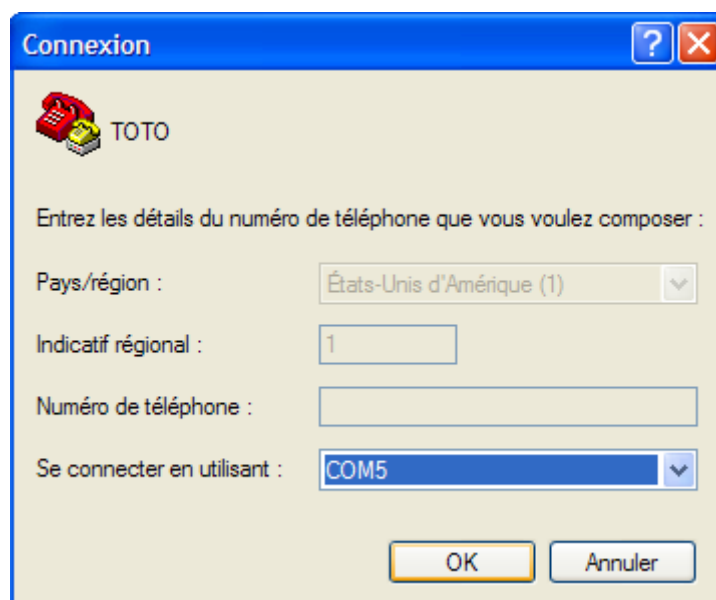 Connexion
TOTO
Entrez les détails du numéro de téléphone que vous voulez composer :
Pays/région : États-Unis d'Amérique (1)
Indicatif régional : 1
Numéro de téléphone :
Se connecter en utilisant : COM5
OK Annuler